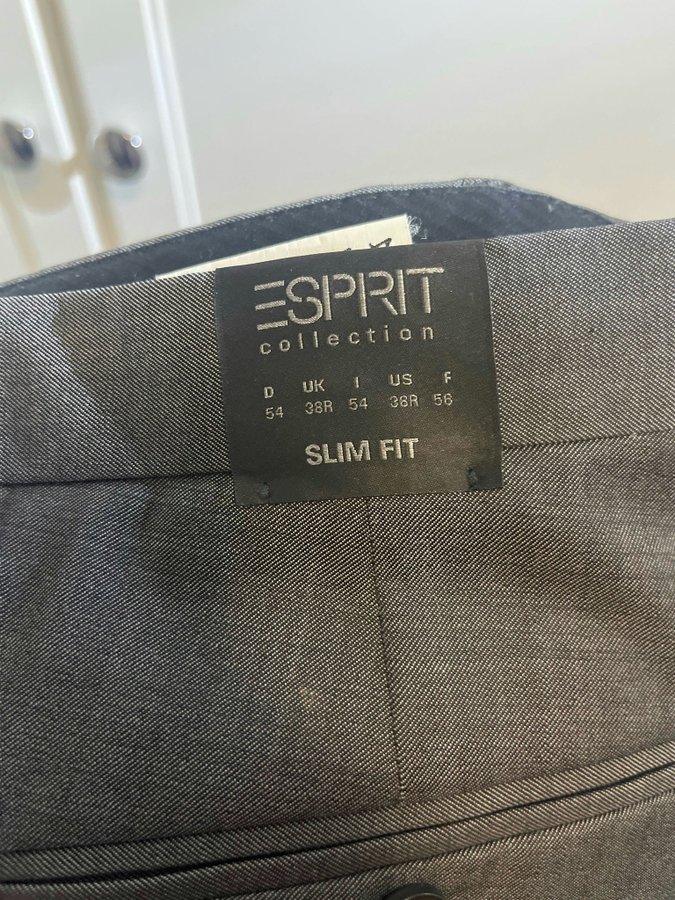 ESPRIT
collection
D UK I US F
54 38R 54 38R 56
SLIM FIT